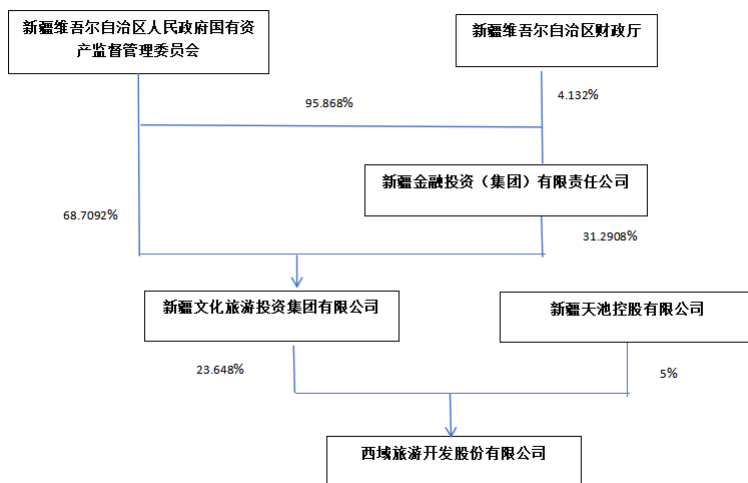 新疆维吾尔自治区人民政府国有资
产监督管理委员会
新疆维吾尔自治区财政厅
95.868%
4.132%
新疆金融投资（集团）有限责任公司
68.7092%
31.2908%
新疆文化旅游投资集团有限公司
新疆天池控股有限公司
23.648%
5%
西域旅游开发股份有限公司